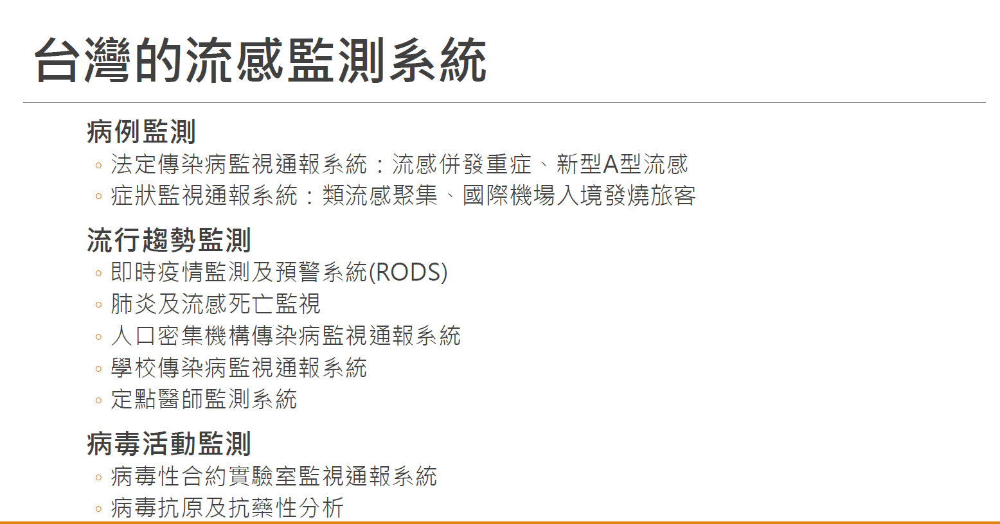 台灣的流感監測系統
病例監測
◦ 法定傳染病監視通報系統：流感併發重症、新型A型流感
◦ 症狀監視通報系統：類流感聚集、國際機場入境發燒旅客
流行趨勢監測
◦ 即時疫情監測及預警系統(RODS)
◦ 肺炎及流感死亡監視
◦ 人口密集機構傳染病監視通報系統
◦ 學校傳染病監視通報系統
◦ 定點醫師監測系統
病毒活動監測
◦ 病毒性合約實驗室監視通報系統
◦ 病毒抗原及抗藥性分析